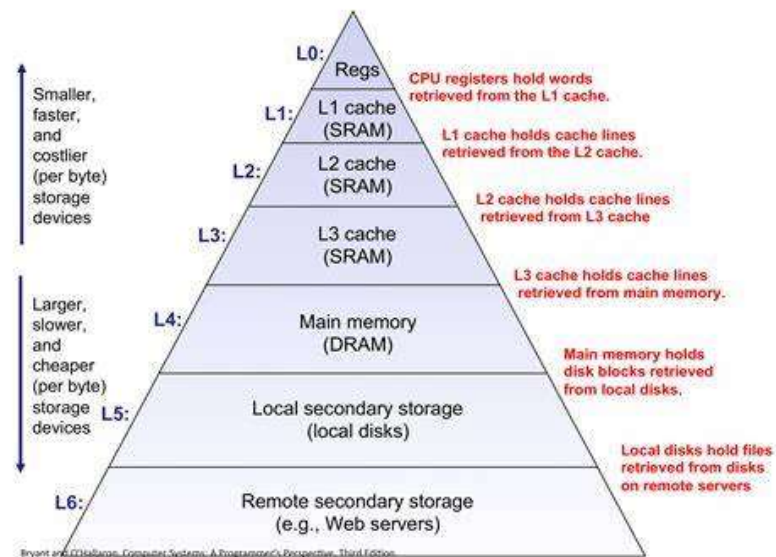 L0:
Regs
CPU registers hold words
retrieved from the L1 cache.
Smaller,
faster,
and
costlier
(per byte)
storage
devices
L1:
L1 cache
(SRAM)
L1 cache holds cache lines
retrieved from the L2 cache.
L2:
L2 cache
(SRAM)
L2 cache holds cache lines
retrieved from L3 cache
L3:
L3 cache
(SRAM)
L3 cache holds cache lines
retrieved from main memory.
Larger,
slower,
and
cheaper
(per byte)
storage
devices
L4:
Main memory
(DRAM)
Main memory holds
disk blocks retrieved
from local disks.
L5:
Local secondary storage
(local disks)
Local disks hold files
retrieved from disks
on remote servers
L6:
Remote secondary storage
(e.g., Web servers)
Bryant and O'Hallaron, Computer Systems: A Programmer's Perspective, Third Edition